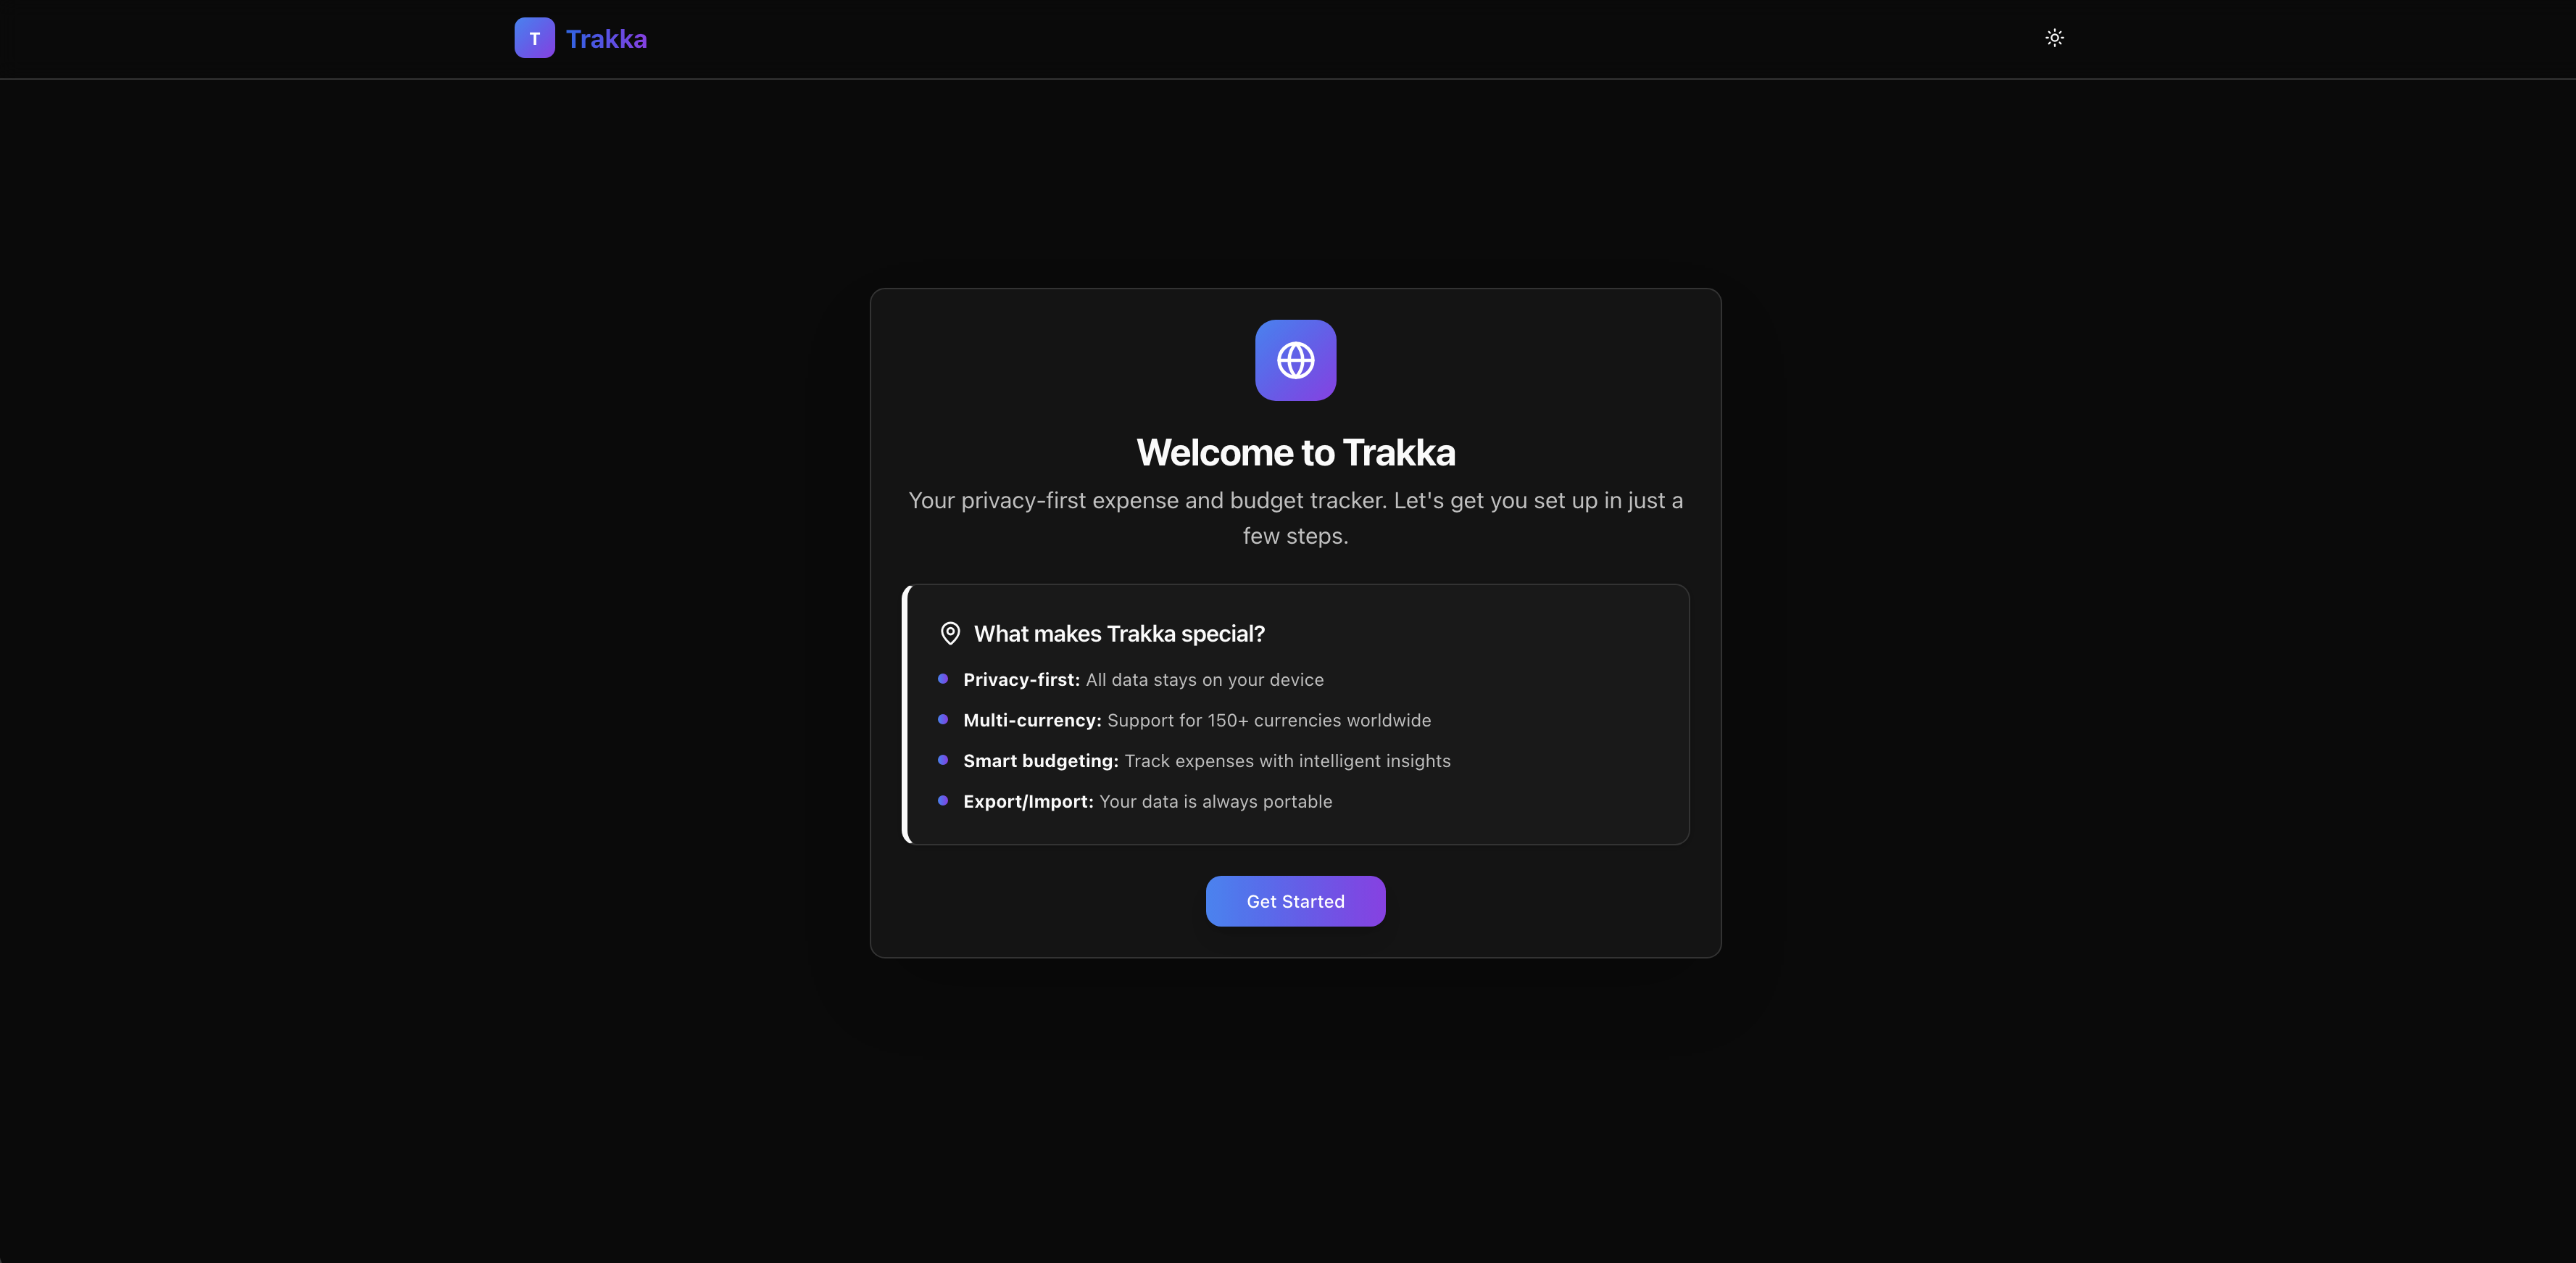 T Trakka
Welcome to Trakka
Your privacy-first expense and budget tracker. Let's get you set up in just a
few steps.
What makes Trakka special?
Privacy-first: All data stays on your device
Multi-currency: Support for 150+ currencies worldwide
Smart budgeting: Track expenses with intelligent insights
Export/Import: Your data is always portable
Get Started